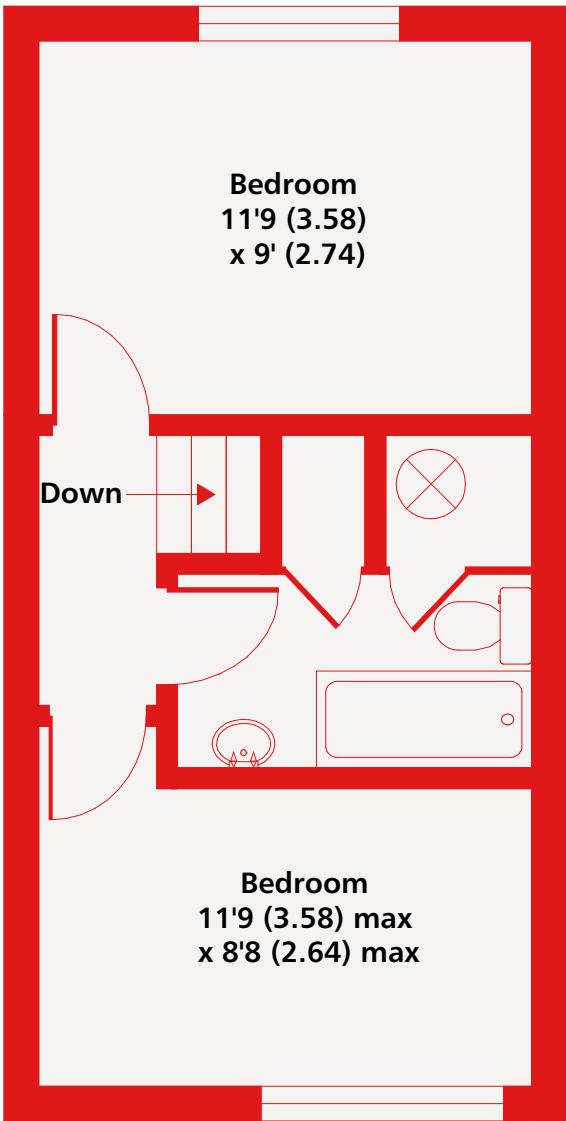 Bedroom
11'9 (3.58)
x 9' (2.74)
Down
Bedroom
11'9 (3.58) max
x 8'8 (2.64) max